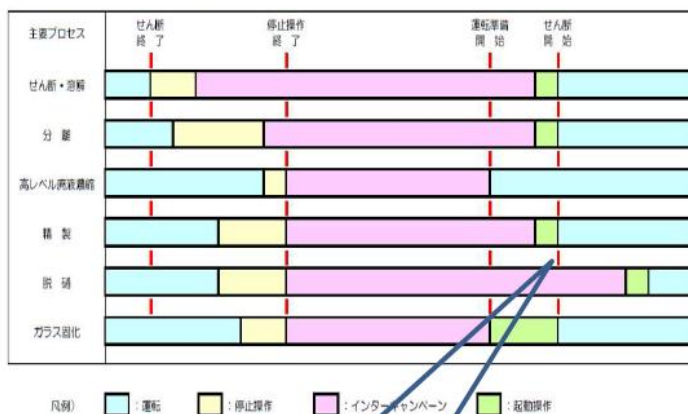 主要プロセス
せん断
終 了
停止操作
終 了
運転準備
開 始
せん断
開 始
せん断・溶解
分 離
高レベル廃液濃縮
精 製
脱 硝
ガラス固化
凡例) :運転 :停止操作 :インターキャンペーン :起動操作